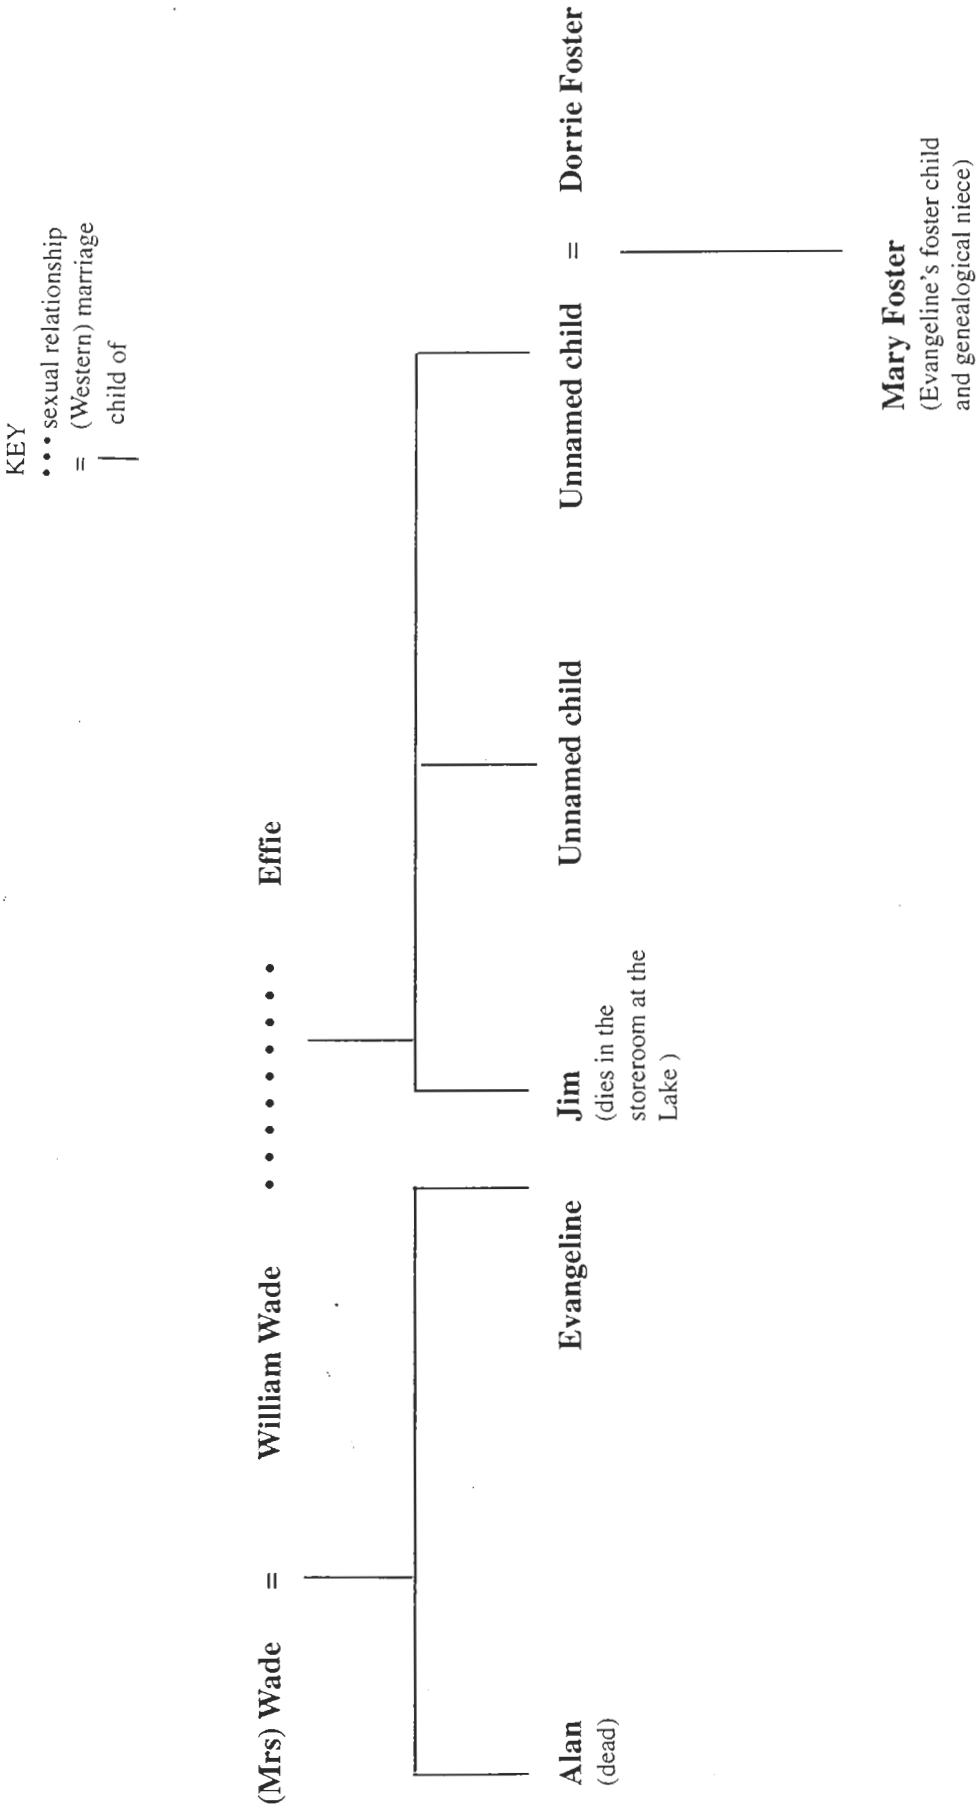 KEY
• • • sexual relationship
= (Western) marriage
| child of
(Mrs) Wade = William Wade • • • • • • • • • Effie
Alan
(dead)
Evangeline
Jim
(dies in the
storeroom at the
Lake )
Unnamed child
Unnamed child = Dorrie Foster
Mary Foster
(Evangeline's foster child
and genealogical niece)